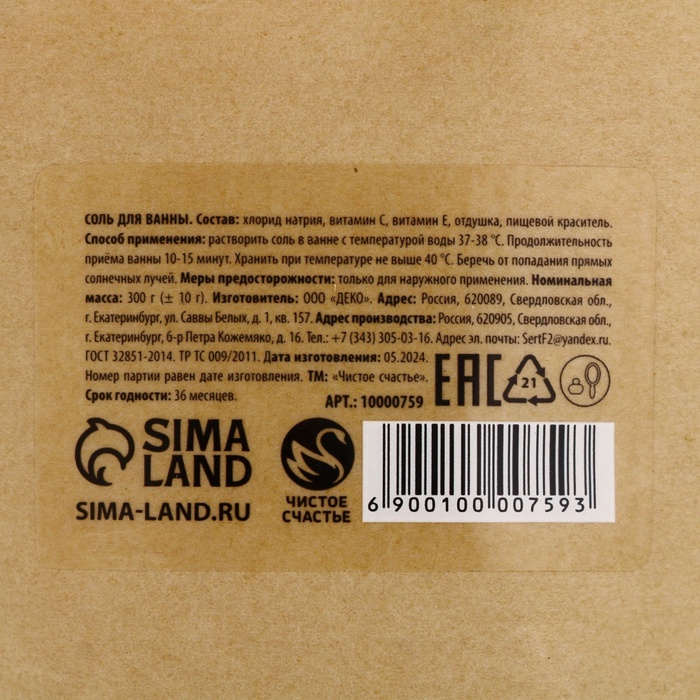 СОЛЬ ДЛЯ ВАННЫ. Состав: хлорид натрия, витамин С, витамин Е, отдушка, пищевой краситель.
Способ применения: растворить соль в ванне с температурой воды 37-38 °С. Продолжительность
приёма ванны 10-15 минут. Хранить при температуре не выше 40 °С. Беречь от попадания прямых
солнечных лучей. Меры предосторожности: только для наружного применения. Номинальная
масса: 300 г (± 10 г). Изготовитель: ООО «ДЕКО». Адрес: Россия, 620089, Свердловская обл.,
г. Екатеринбург, ул. Саввы Белых, д. 1, кв. 157. Адрес производства: Россия, 620905, Свердловская обл.,
г. Екатеринбург, б-р Петра Кожемяко, д. 16. Тел.: +7 (343) 305-03-16. Адрес эл. почты: SertF2@yandex.ru.
ГОСТ 32851-2014. ТР ТС 009/2011. Дата изготовления: 05.2024.
Номер партии равен дате изготовления. ТМ: «Чистое счастье».
Срок годности: 36 месяцев.
АРТ.: 10000759
ЕАС
21
SIMA
LAND
SIMA-LAND.RU
ЧИСТОЕ
СЧАСТЬЕ
6 900100 007593